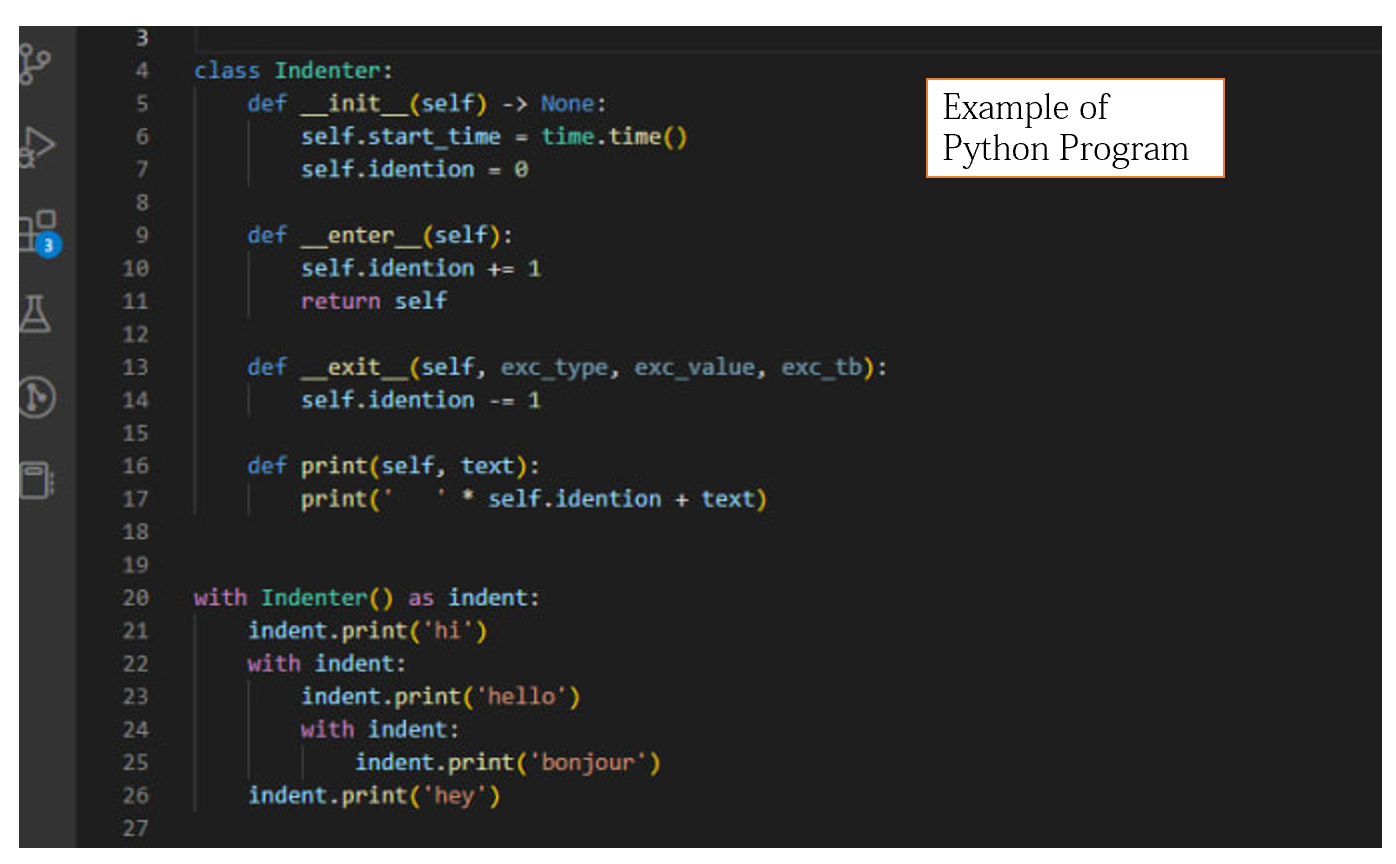 3
4 class Indenter:
5     def __init__(self) -> None:
6         self.start_time = time.time()
7         self.idention = 0
8
9     def __enter__(self):
10         self.idention += 1
11         return self
12
13     def __exit__(self, exc_type, exc_value, exc_tb):
14         self.idention -= 1
15
16     def print(self, text):
17         print('   ' * self.idention + text)
18
19
20 with Indenter() as indent:
21     indent.print('hi')
22     with indent:
23         indent.print('hello')
24         with indent:
25             indent.print('bonjour')
26     indent.print('hey')
27
Example of
Python Program
3